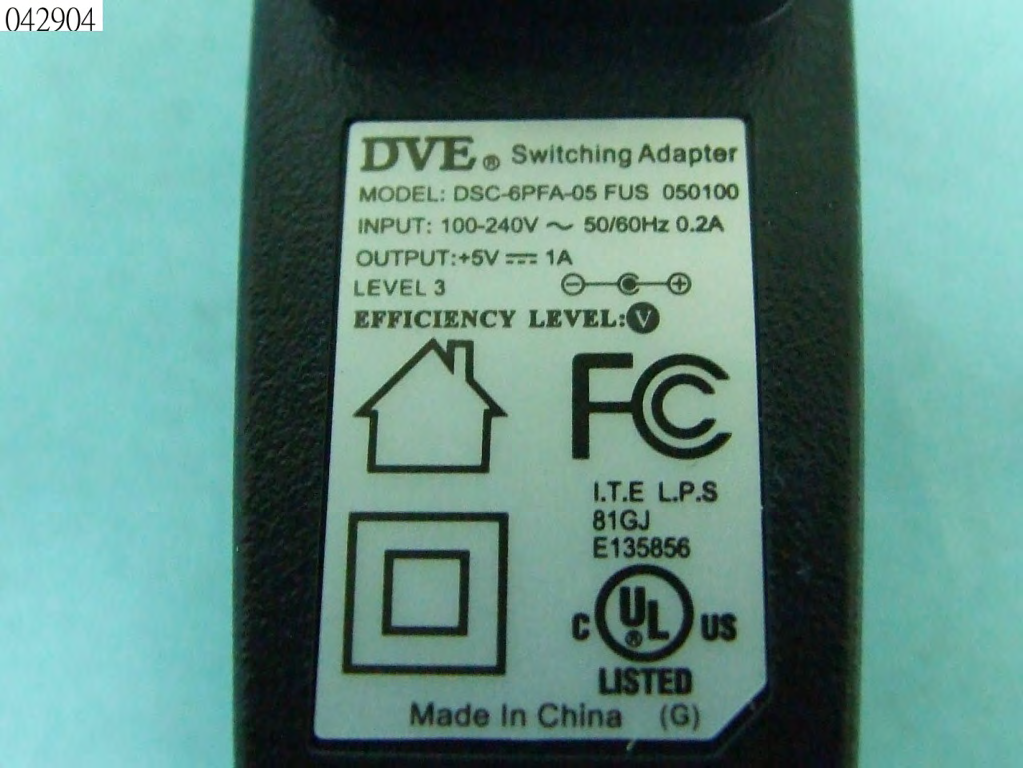 042904
DVE® Switching Adapter
MODEL: DSC-6PFA-05 FUS 050100
INPUT: 100-240V ～ 50/60Hz 0.2A
OUTPUT:+5V ⎓ 1A
LEVEL 3
EFFICIENCY LEVEL:V
FC
I.T.E L.P.S
81GJ
E135856
C UL® US
LISTED
Made In China (G)